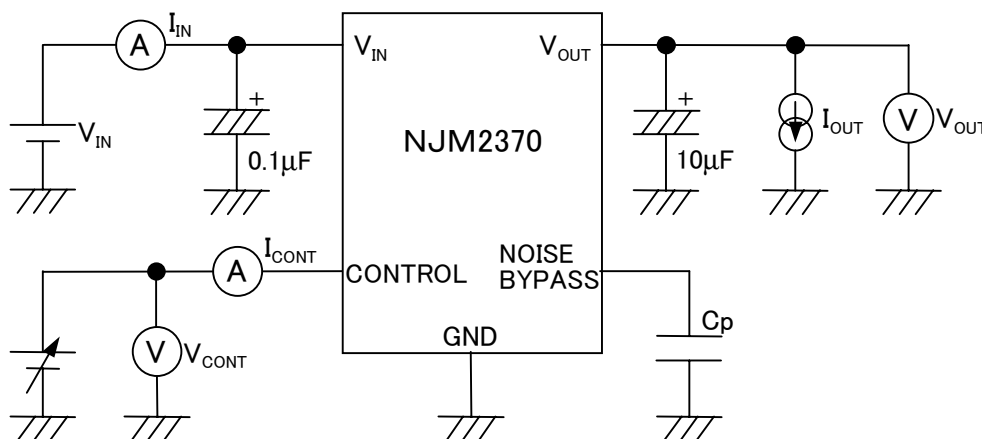 I_IN
A
V_IN
V_OUT
+
+
V_IN
0.1μF
NJM2370
10μF
I_OUT
V
V_OUT
I_CONT
A
CONTROL
NOISE
BYPASS
V
V_CONT
GND
Cp